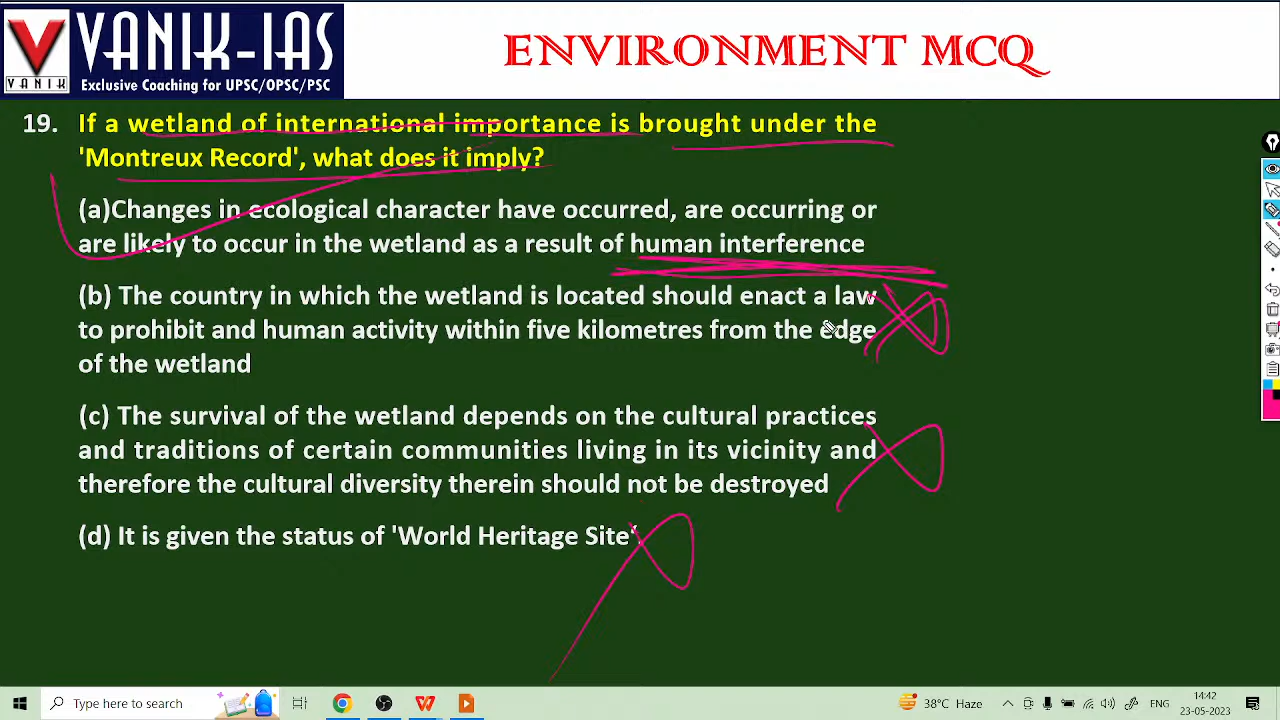 VANIK-IAS
VANIK
Exclusive Coaching for UPSC/OPSC/PSC
ENVIRONMENT MCQ
19. If a wetland of international importance is brought under the
'Montreux Record', what does it imply?
(a)Changes in ecological character have occurred, are occurring or
are likely to occur in the wetland as a result of human interference
(b) The country in which the wetland is located should enact a law
to prohibit and human activity within five kilometres from the edge
of the wetland
(c) The survival of the wetland depends on the cultural practices
and traditions of certain communities living in its vicinity and
therefore the cultural diversity therein should not be destroyed
(d) It is given the status of 'World Heritage Site'.
Type here to search
38°C Haze
ENG
14:42
23-05-2023